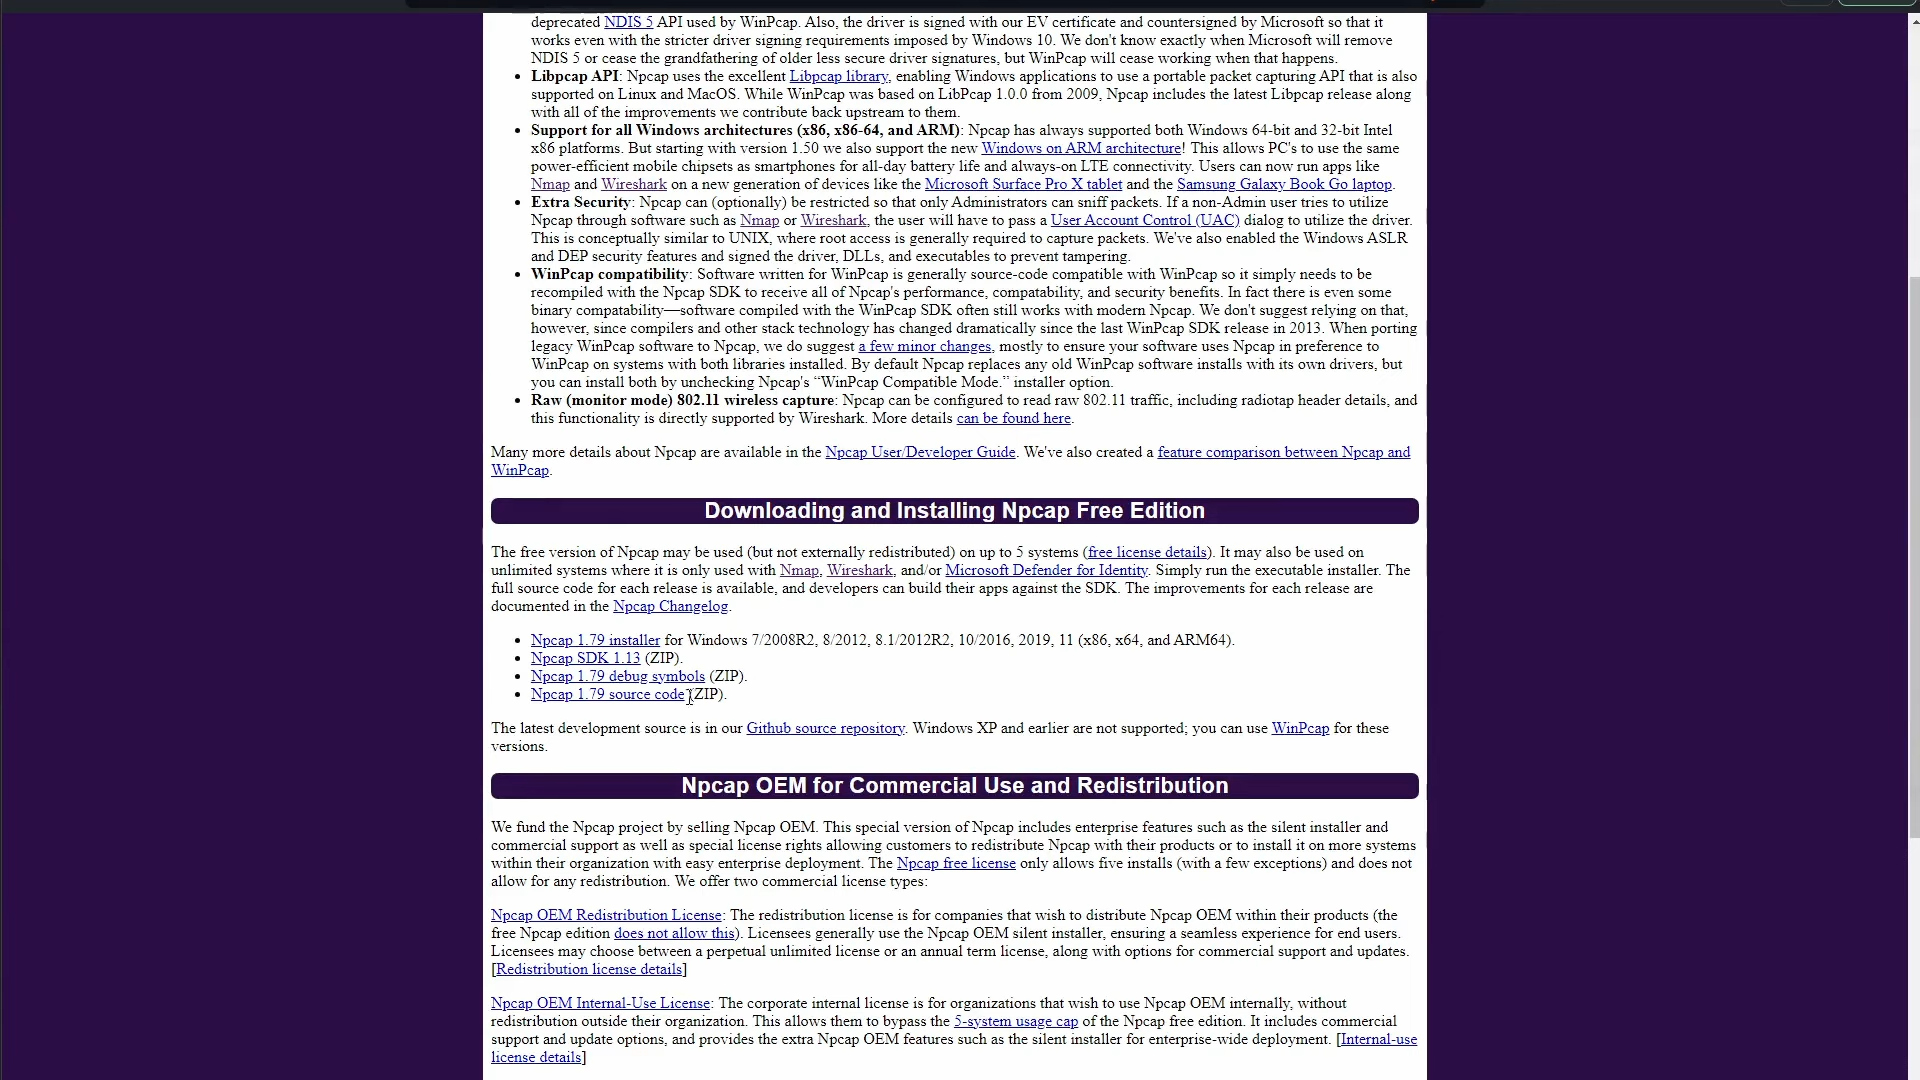 deprecated NDIS 5 API used by WinPcap. Also, the driver is signed with our EV certificate and countersigned by Microsoft so that it
works even with the stricter driver signing requirements imposed by Windows 10. We don't know exactly when Microsoft will remove
NDIS 5 or cease the grandfathering of older less secure driver signatures, but WinPcap will cease working when that happens.
• Libpcap API: Npcap uses the excellent Libpcap library, enabling Windows applications to use a portable packet capturing API that is also
supported on Linux and MacOS. While WinPcap was based on LibPcap 1.0.0 from 2009, Npcap includes the latest Libpcap release along
with all of the improvements we contribute back upstream to them.
• Support for all Windows architectures (x86, x86-64, and ARM): Npcap has always supported both Windows 64-bit and 32-bit Intel
x86 platforms. But starting with version 1.50 we also support the new Windows on ARM architecture! This allows PC's to use the same
power-efficient mobile chipsets as smartphones for all-day battery life and always-on LTE connectivity. Users can now run apps like
Nmap and Wireshark on a new generation of devices like the Microsoft Surface Pro X tablet and the Samsung Galaxy Book Go laptop.
• Extra Security: Npcap can (optionally) be restricted so that only Administrators can sniff packets. If a non-Admin user tries to utilize
Npcap through software such as Nmap or Wireshark, the user will have to pass a User Account Control (UAC) dialog to utilize the driver.
This is conceptually similar to UNIX, where root access is generally required to capture packets. We've also enabled the Windows ASLR
and DEP security features and signed the driver, DLLs, and executables to prevent tampering.
• WinPcap compatibility: Software written for WinPcap is generally source-code compatible with WinPcap so it simply needs to be
recompiled with the Npcap SDK to receive all of Npcap's performance, compatability, and security benefits. In fact there is even some
binary compatability—software compiled with the WinPcap SDK often still works with modern Npcap. We don't suggest relying on that,
however, since compilers and other stack technology has changed dramatically since the last WinPcap SDK release in 2013. When porting
legacy WinPcap software to Npcap, we do suggest a few minor changes, mostly to ensure your software uses Npcap in preference to
WinPcap on systems with both libraries installed. By default Npcap replaces any old WinPcap software installs with its own drivers, but
you can install both by unchecking Npcap's “WinPcap Compatible Mode.” installer option.
• Raw (monitor mode) 802.11 wireless capture: Npcap can be configured to read raw 802.11 traffic, including radiotap header details, and
this functionality is directly supported by Wireshark. More details can be found here.
Many more details about Npcap are available in the Npcap User/Developer Guide. We've also created a feature comparison between Npcap and
WinPcap.
Downloading and Installing Npcap Free Edition
The free version of Npcap may be used (but not externally redistributed) on up to 5 systems (free license details). It may also be used on
unlimited systems where it is only used with Nmap, Wireshark, and/or Microsoft Defender for Identity. Simply run the executable installer. The
full source code for each release is available, and developers can build their apps against the SDK. The improvements for each release are
documented in the Npcap Changelog.
• Npcap 1.79 installer for Windows 7/2008R2, 8/2012, 8.1/2012R2, 10/2016, 2019, 11 (x86, x64, and ARM64).
• Npcap SDK 1.13 (ZIP).
• Npcap 1.79 debug symbols (ZIP).
• Npcap 1.79 source code (ZIP).
The latest development source is in our Github source repository. Windows XP and earlier are not supported; you can use WinPcap for these
versions.
Npcap OEM for Commercial Use and Redistribution
We fund the Npcap project by selling Npcap OEM. This special version of Npcap includes enterprise features such as the silent installer and
commercial support as well as special license rights allowing customers to redistribute Npcap with their products or to install it on more systems
within their organization with easy enterprise deployment. The Npcap free license only allows five installs (with a few exceptions) and does not
allow for any redistribution. We offer two commercial license types:
Npcap OEM Redistribution License: The redistribution license is for companies that wish to distribute Npcap OEM within their products (the
free Npcap edition does not allow this). Licensees generally use the Npcap OEM silent installer, ensuring a seamless experience for end users.
Licensees may choose between a perpetual unlimited license or an annual term license, along with options for commercial support and updates.
[Redistribution license details]
Npcap OEM Internal-Use License: The corporate internal license is for organizations that wish to use Npcap OEM internally, without
redistribution outside their organization. This allows them to bypass the 5-system usage cap of the Npcap free edition. It includes commercial
support and update options, and provides the extra Npcap OEM features such as the silent installer for enterprise-wide deployment. [Internal-use
license details]